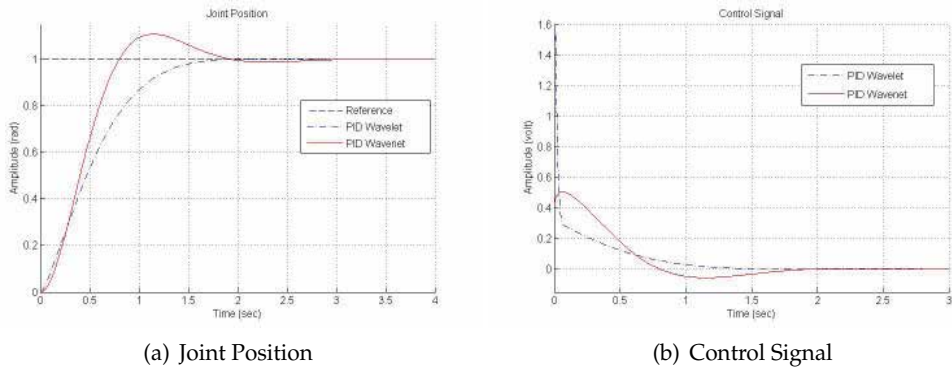 Joint Position
1
0.8
0.6
0.4
0.2
0
Amplitude (rad)
Reference
PID Wavelet
PID Wavenet
0
0.5
1
1.5
2
2.5
3
3.5
4
Time (sec)
(a) Joint Position
Control Signal
1.6
1.4
1.2
1
0.8
0.6
0.4
0.2
0
Amplitude (volt)
PID Wavelet
PID Wavenet
0
0.5
1
1.5
2
2.5
3
Time (sec)
(b) Control Signal